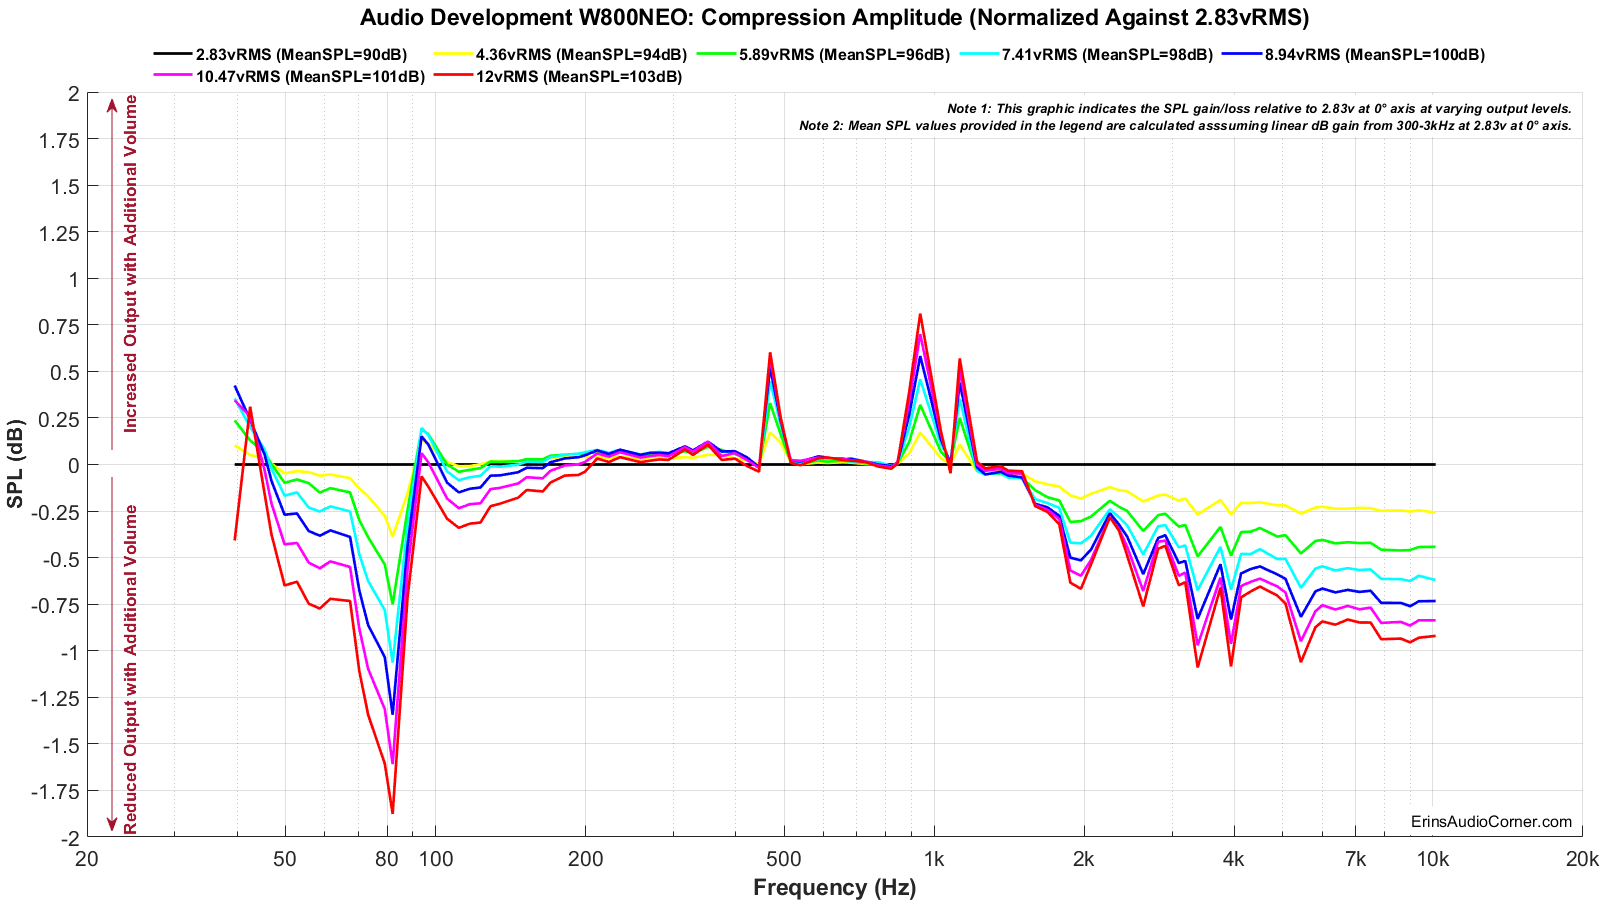 Audio Development W800NEO: Compression Amplitude (Normalized Against 2.83vRMS)
2.83vRMS (MeanSPL=90dB) 4.36vRMS (MeanSPL=94dB) 5.89vRMS (MeanSPL=96dB) 7.41vRMS (MeanSPL=98dB) 8.94vRMS (MeanSPL=100dB)
10.47vRMS (MeanSPL=101dB) 12vRMS (MeanSPL=103dB)
Note 1: This graphic indicates the SPL gain/loss relative to 2.83v at 0° axis at varying output levels.
Note 2: Mean SPL values provided in the legend are calculated asssuming linear dB gain from 300-3kHz at 2.83v at 0° axis.
Increased Output with Additional Volume
Reduced Output with Additional Volume
SPL (dB)
2
1.75
1.5
1.25
1
0.75
0.5
0.25
0
-0.25
-0.5
-0.75
-1
-1.25
-1.5
-1.75
-2
ErinsAudioCorner.com
20 50 80 100 200 500 1k 2k 4k 7k 10k 20k
Frequency (Hz)